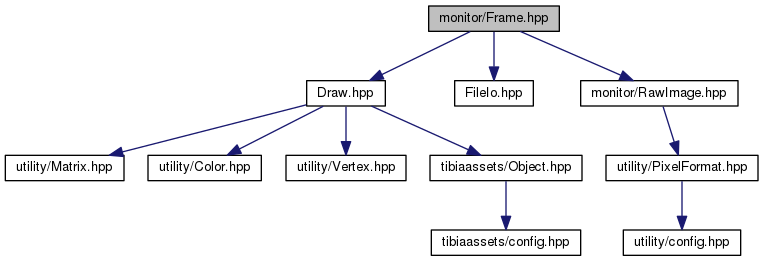 monitor/Frame.hpp
Draw.hpp
FileIo.hpp
monitor/RawImage.hpp
utility/Matrix.hpp
utility/Color.hpp
utility/Vertex.hpp
tibiaassets/Object.hpp
utility/PixelFormat.hpp
tibiaassets/config.hpp
utility/config.hpp